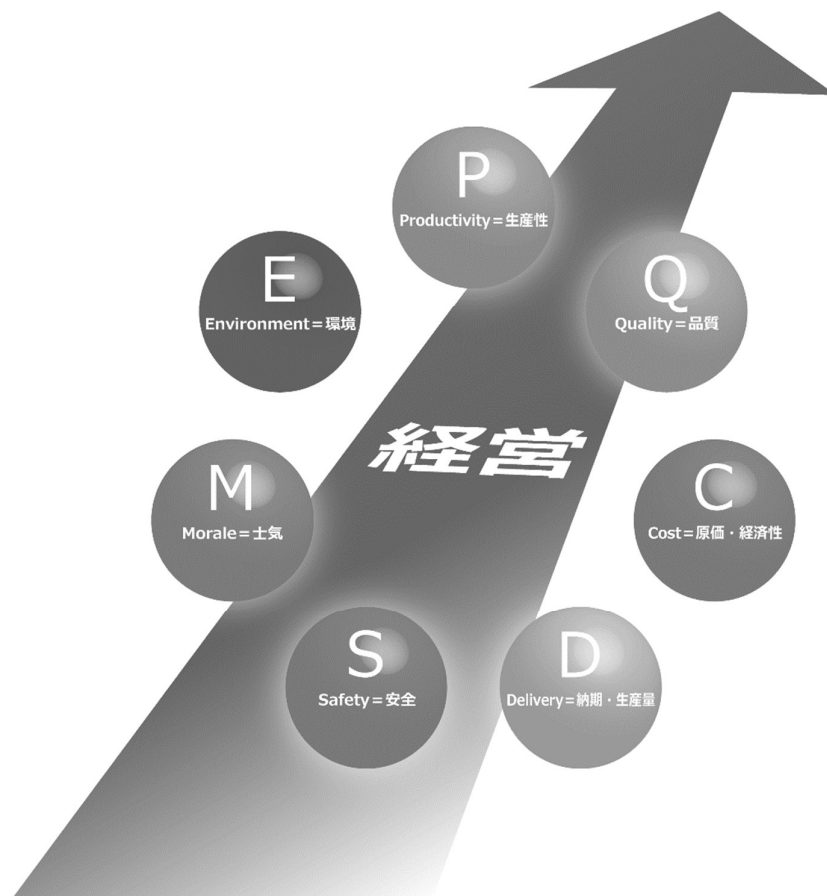 P
Productivity=生産性
Q
Quality=品質
C
Cost=原価・経済性
D
Delivery=納期・生産量
S
Safety=安全
M
Morale=士気
E
Environment=環境
経営